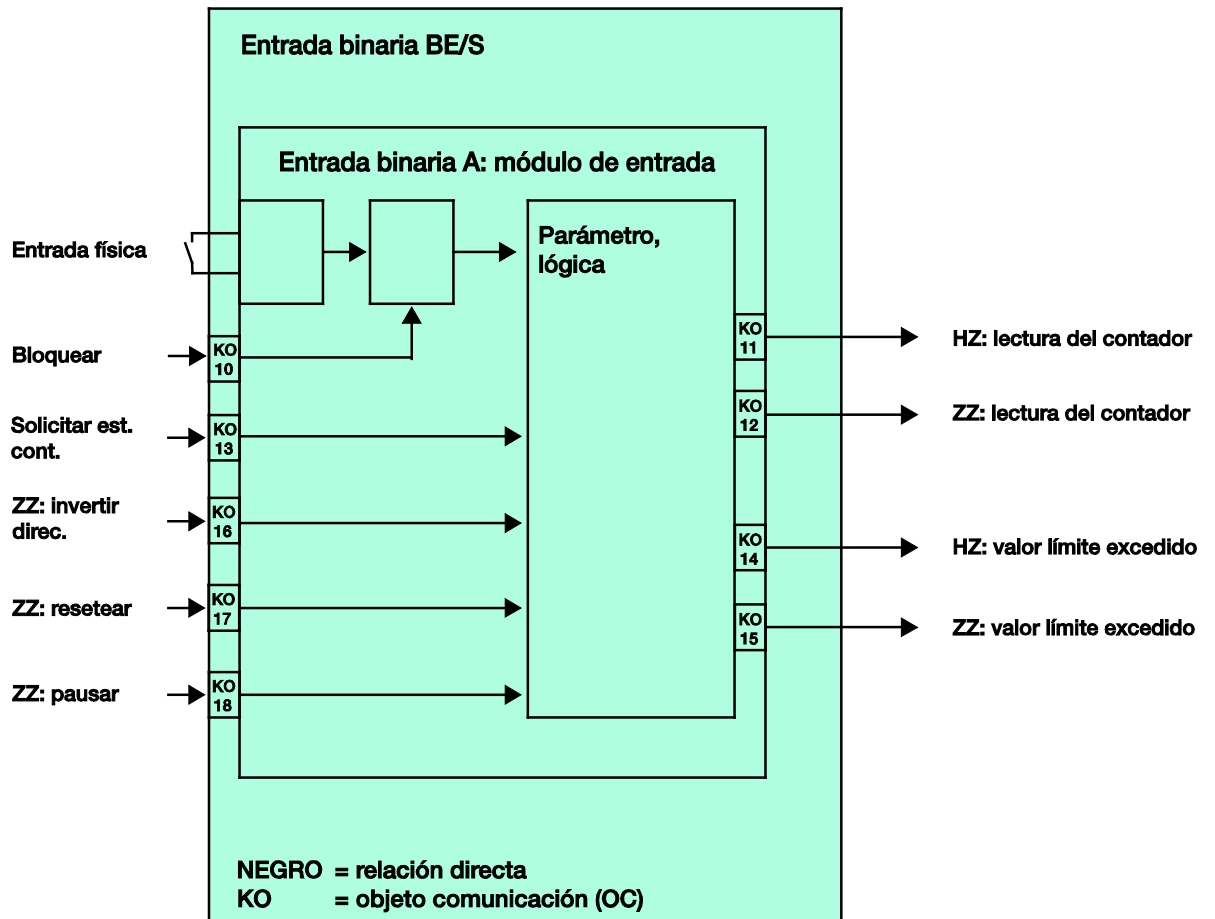 Entrada binaria BE/S
Entrada binaria A: módulo de entrada
Entrada física
Parámetro,
lógica
Bloquear
KO
10
Solicitar est.
cont.
KO
13
ZZ: invertir
direc.
KO
16
ZZ: resetear
KO
17
ZZ: pausar
KO
18
KO
11
HZ: lectura del contador
KO
12
ZZ: lectura del contador
KO
14
HZ: valor límite excedido
KO
15
ZZ: valor límite excedido
NEGRO = relación directa
KO = objeto comunicación (OC)